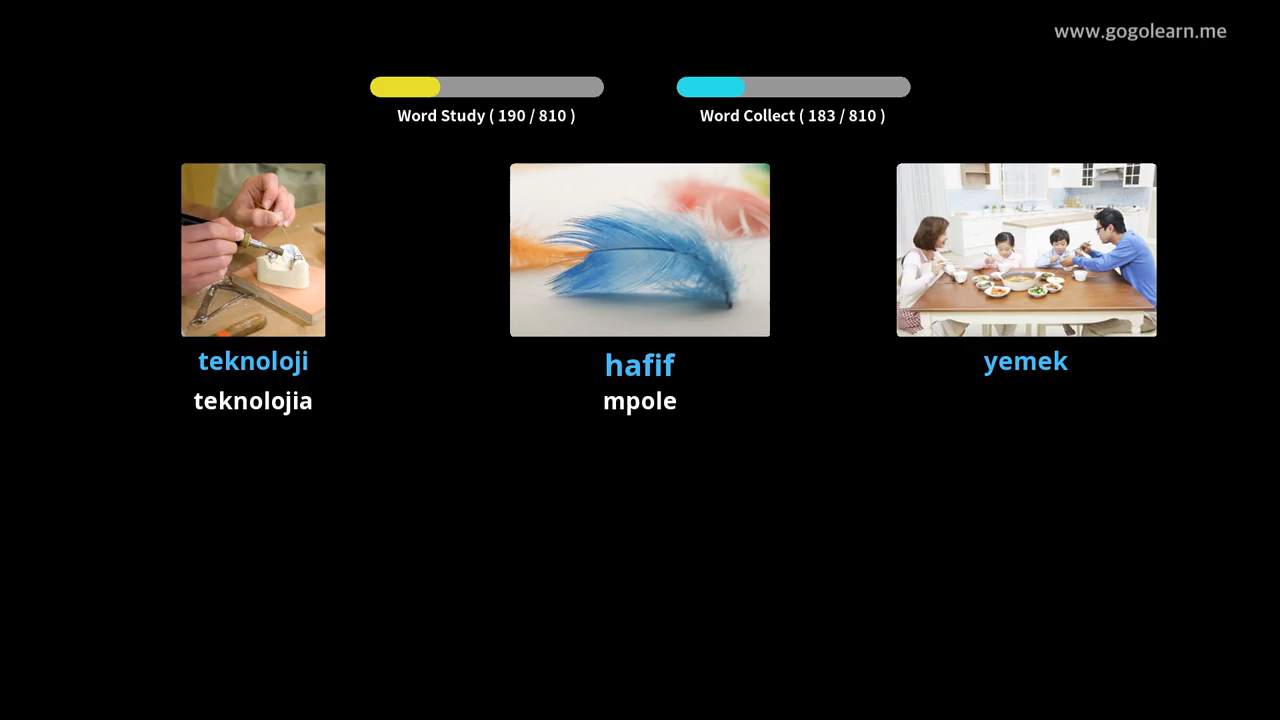 www.gogolearn.me
Word Study ( 190 / 810 )
Word Collect ( 183 / 810 )
teknoloji
hafif
yemek
teknolojia
mpole